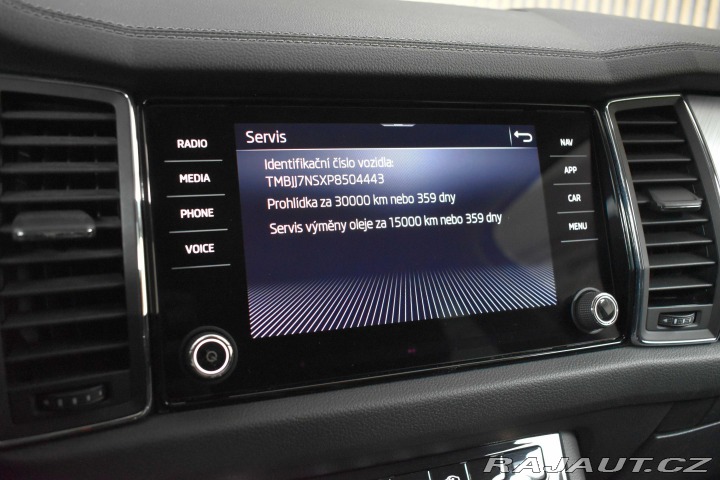 Servis
Identifikační číslo vozidla:
TMBJJ7NSXP8504443
Prohlídka za 30000 km nebo 359 dny
Servis výměny oleje za 15000 km nebo 359 dny
RADIO
MEDIA
PHONE
VOICE
NAV
APP
CAR
MENU
RAJAUT.CZ